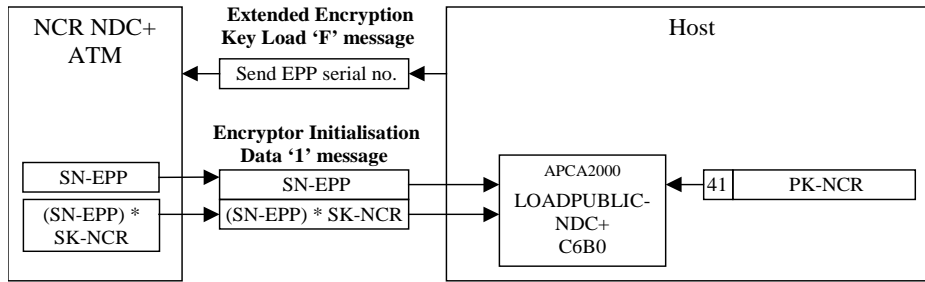 NCR NDC+
ATM
Extended Encryption
Key Load ‘F’ message
Host
Send EPP serial no.
Encryptor Initialisation
Data ‘1’ message
SN-EPP
(SN-EPP) *
SK-NCR
SN-EPP
(SN-EPP) * SK-NCR
APCA2000
LOADPUBLIC-
NDC+
C6B0
41
PK-NCR